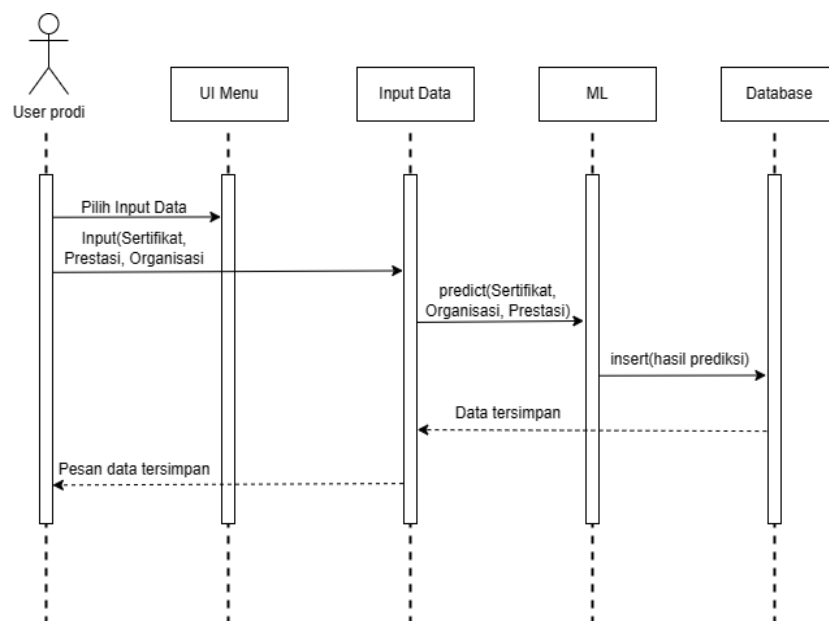 User prodi
UI Menu
Input Data
ML
Database
Pilih Input Data
Input(Sertifikat,
Prestasi, Organisasi
predict(Sertifikat,
Organisasi, Prestasi)
insert(hasil prediksi)
Data tersimpan
Pesan data tersimpan